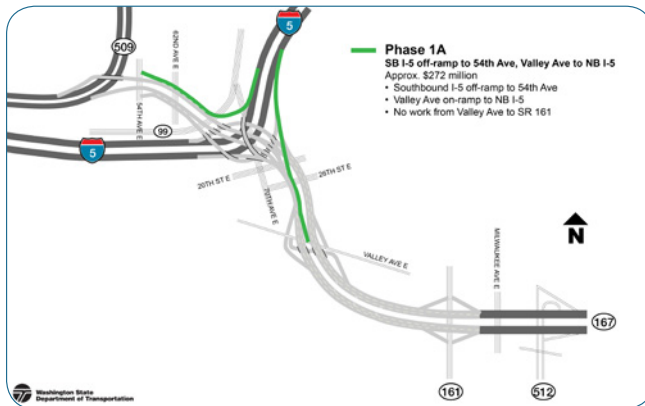 5
62ND AVE E
509
Phase 1A
SB I-5 off-ramp to 54th Ave, Valley Ave to NB I-5
Approx. $272 million
• Southbound I-5 off-ramp to 54th Ave
• Valley Ave on-ramp to NB I-5
• No work from Valley Ave to SR 161
54TH AVE E
99
5
20TH ST E
70TH AVE E
26TH ST E
N
VALLEY AVE E
MILWAUKEE AVE E
167
161
512
Washington State
Department of Transportation